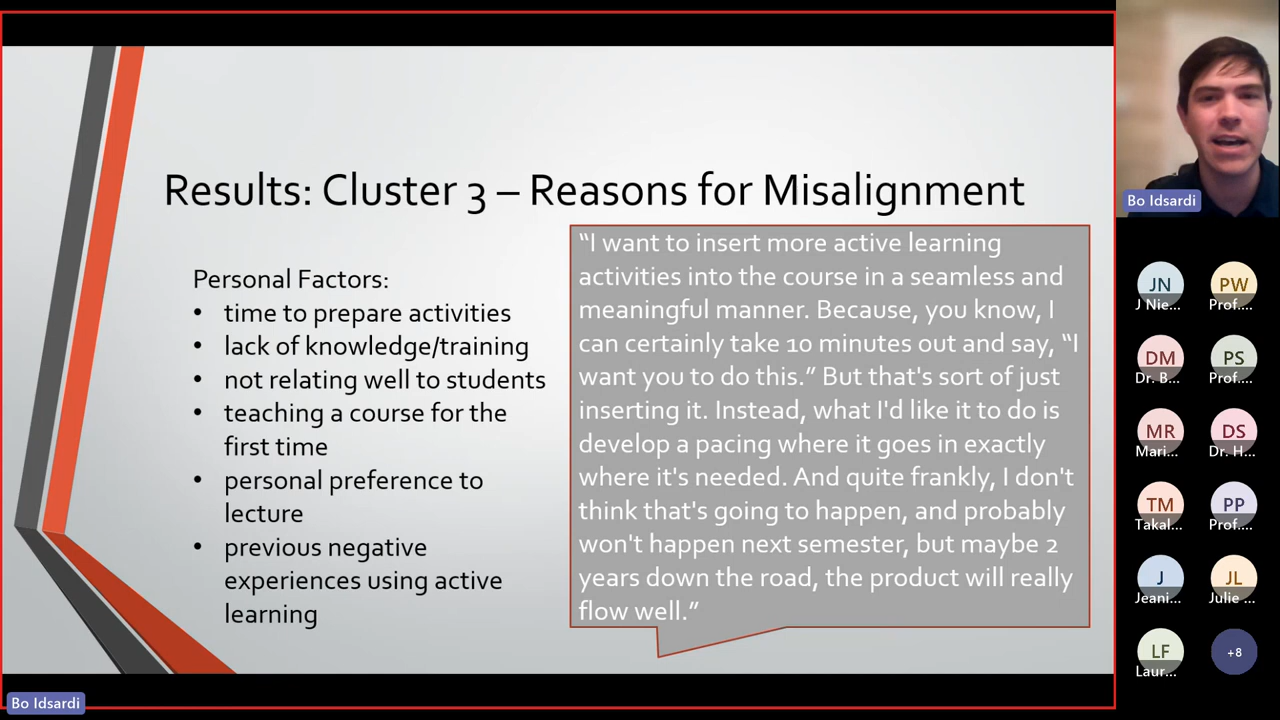 Results: Cluster 3 – Reasons for Misalignment
Personal Factors:
• time to prepare activities
• lack of knowledge/training
• not relating well to students
• teaching a course for the
first time
• personal preference to
lecture
• previous negative
experiences using active
learning
“I want to insert more active learning
activities into the course in a seamless and
meaningful manner. Because, you know, I
can certainly take 10 minutes out and say, “I
want you to do this.” But that's sort of just
inserting it. Instead, what I'd like it to do is
develop a pacing where it goes in exactly
where it's needed. And quite frankly, I don't
think that's going to happen, and probably
won't happen next semester, but maybe 2
years down the road, the product will really
flow well.”
Bo Idsardi
Bo Idsardi
JN
J Nie...
PW
Prof....
DM
Dr. B...
PS
Prof....
MR
Mari...
DS
Dr. H...
TM
Takal...
PP
Prof....
J
Jeani...
JL
Julie ...
LF
Laur...
+8